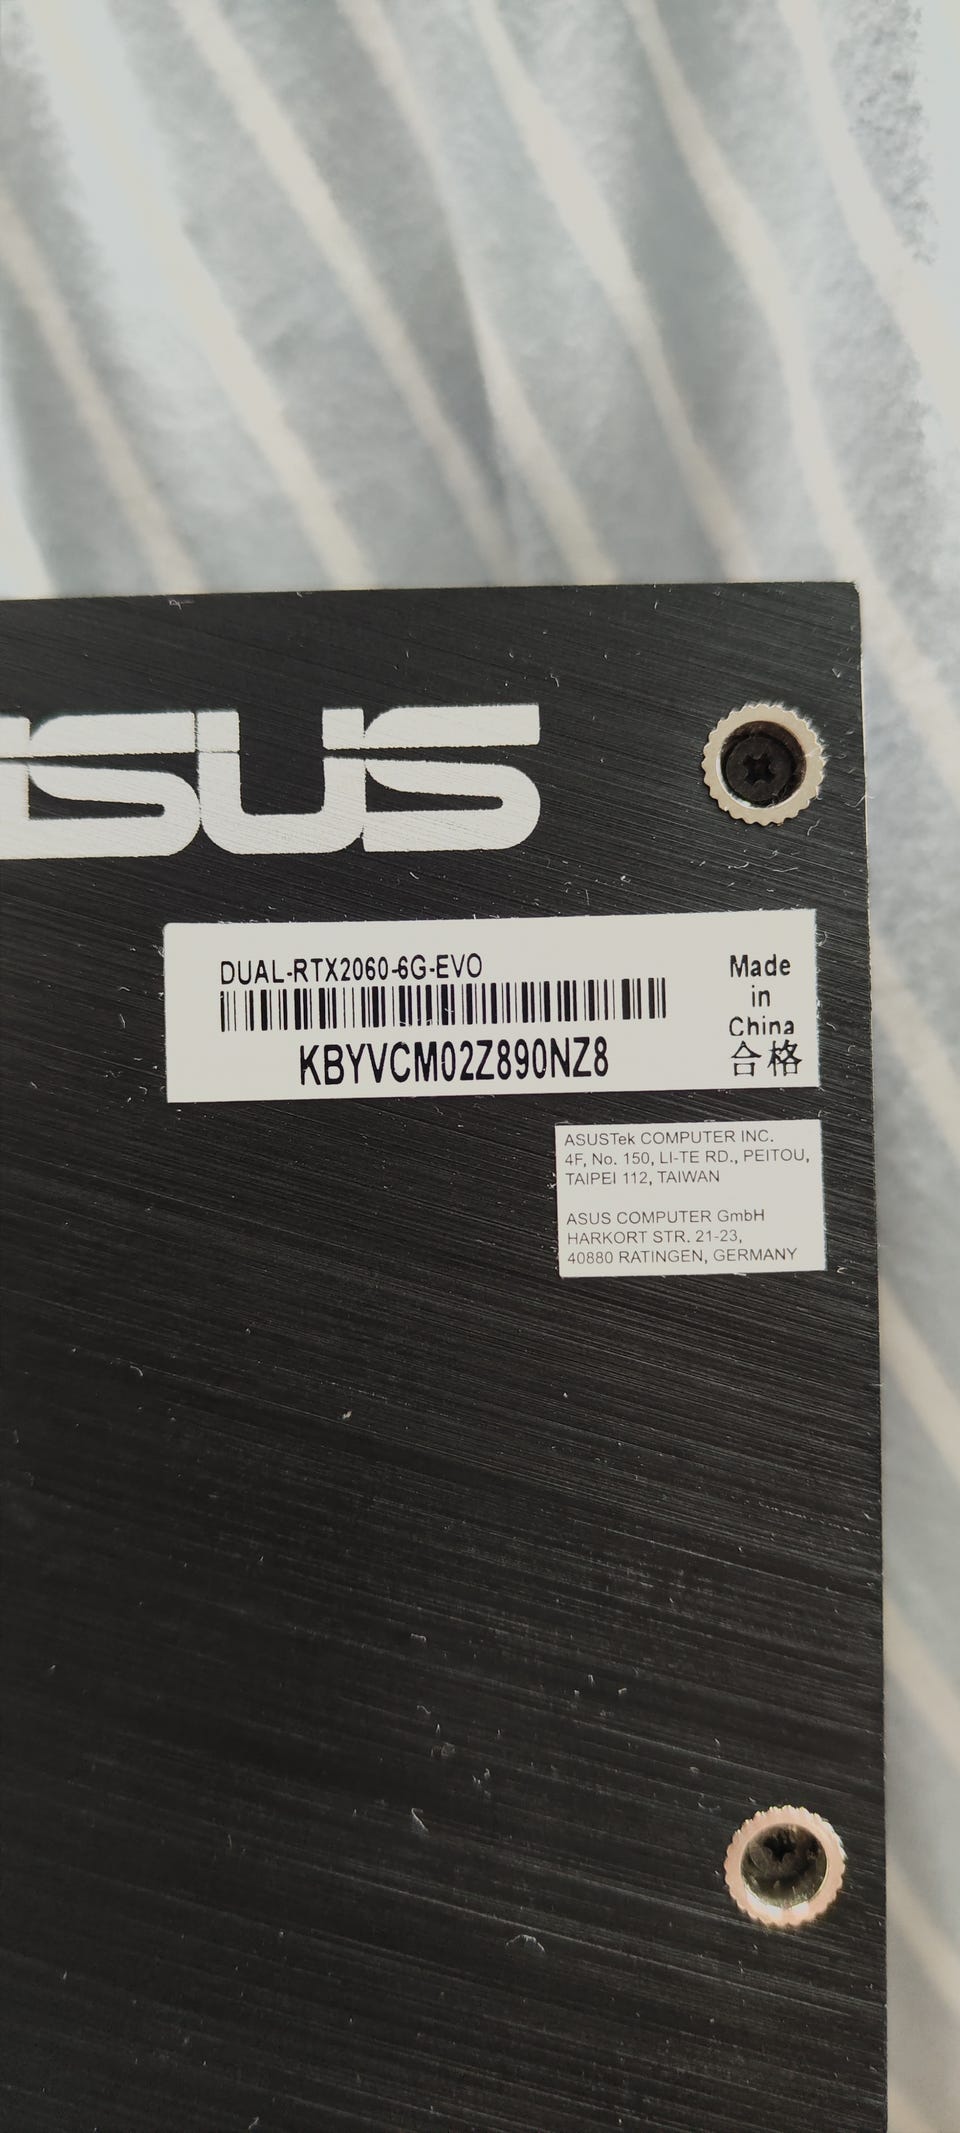 ASUS
DUAL-RTX2060-6G-EVO
KBYVCM02Z890NZ8
Made
in
China
合格
ASUSTek COMPUTER INC.
4F, No. 150, LI-TE RD., PEITOU,
TAIPEI 112, TAIWAN
ASUS COMPUTER GmbH
HARKORT STR. 21-23,
40880 RATINGEN, GERMANY